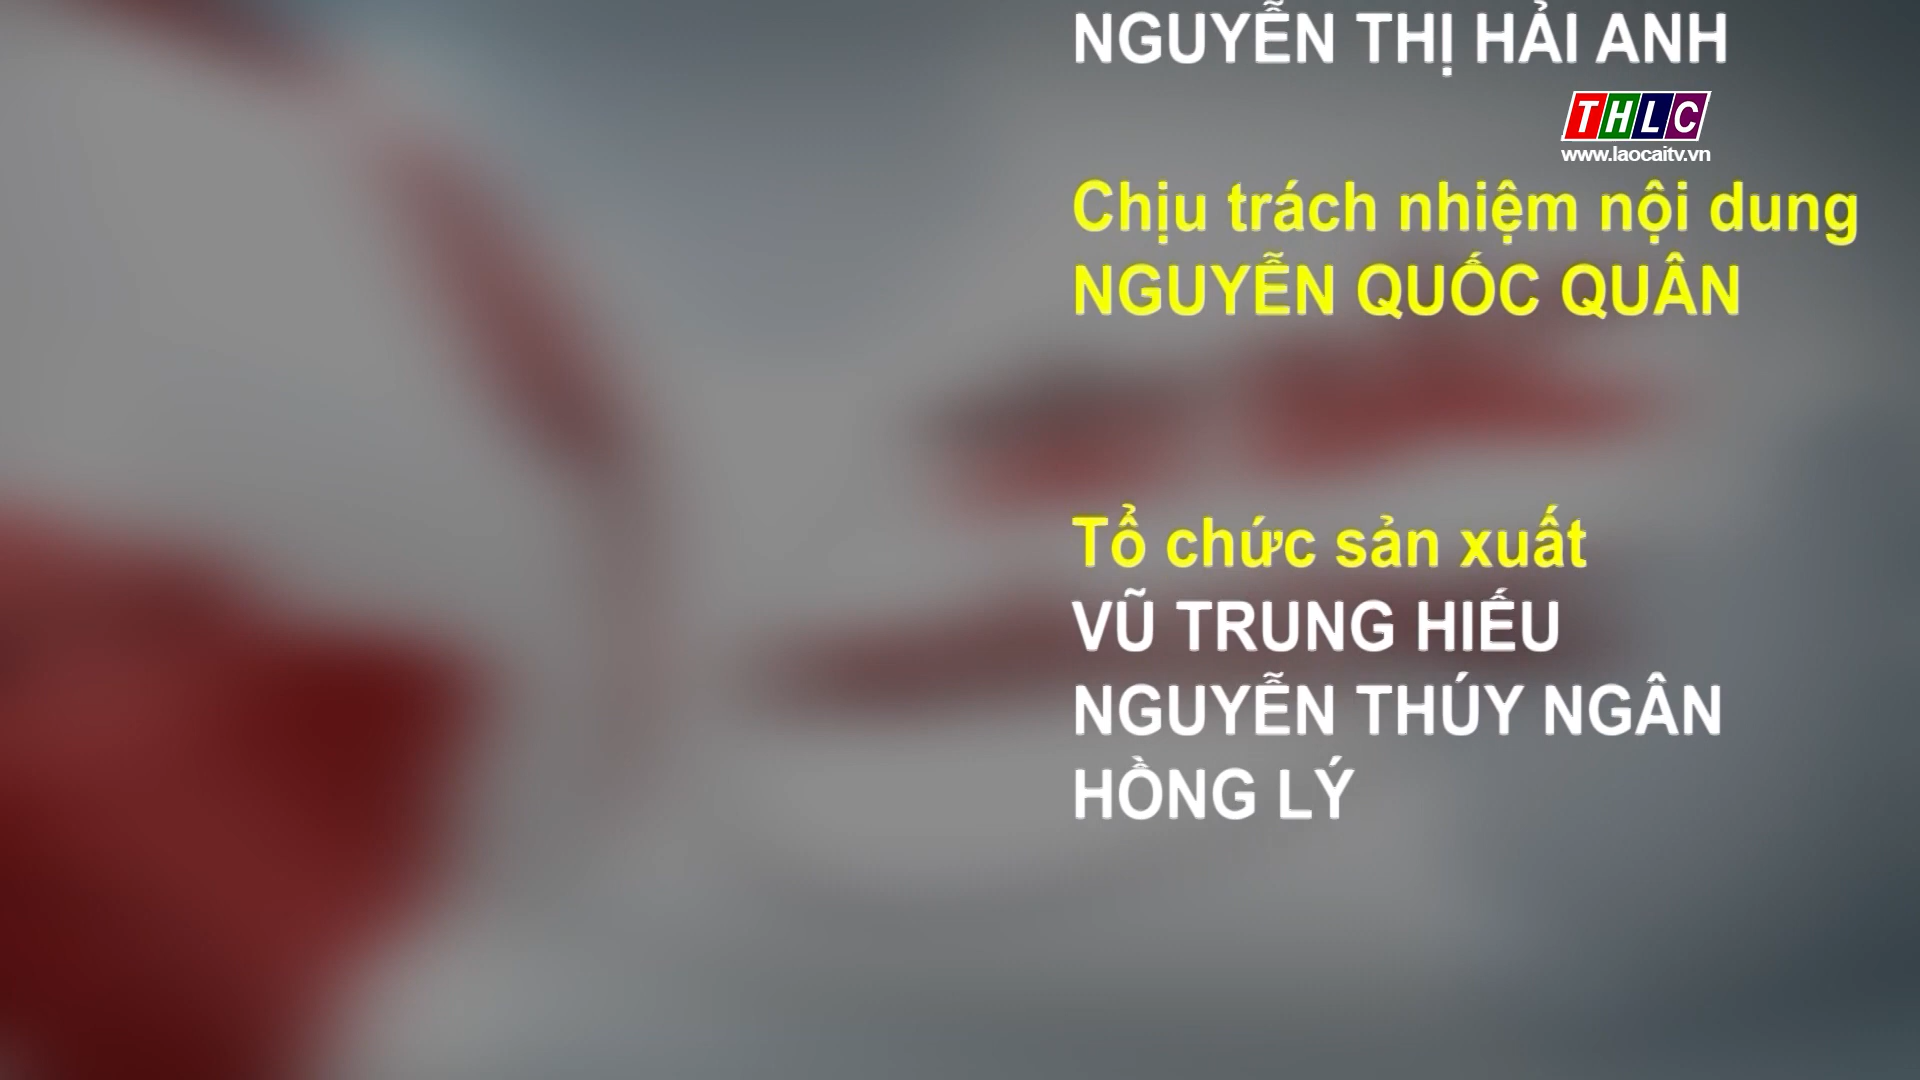 NGUYỄN THỊ HẢI ANH
THLC
www.laocaitv.vn
Chịu trách nhiệm nội dung
NGUYỄN QUỐC QUÂN
Tổ chức sản xuất
VŨ TRUNG HIẾU
NGUYỄN THÚY NGÂN
HỒNG LÝ